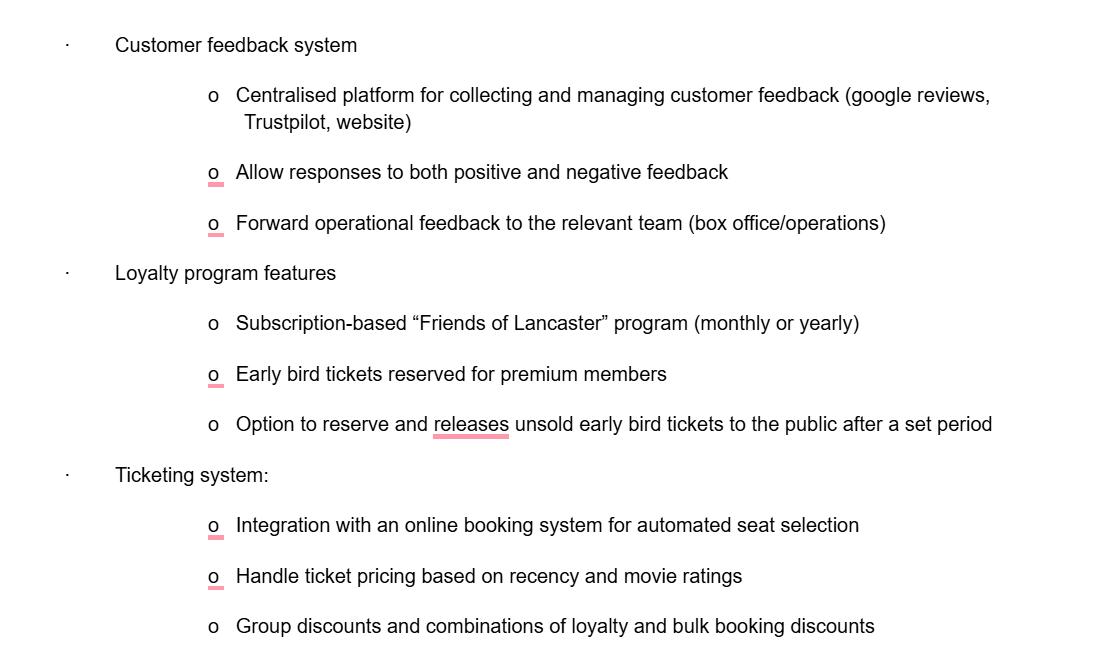 · Customer feedback system
o Centralised platform for collecting and managing customer feedback (google reviews,
Trustpilot, website)
o Allow responses to both positive and negative feedback
o Forward operational feedback to the relevant team (box office/operations)
· Loyalty program features
o Subscription-based “Friends of Lancaster” program (monthly or yearly)
o Early bird tickets reserved for premium members
o Option to reserve and releases unsold early bird tickets to the public after a set period
· Ticketing system:
o Integration with an online booking system for automated seat selection
o Handle ticket pricing based on recency and movie ratings
o Group discounts and combinations of loyalty and bulk booking discounts